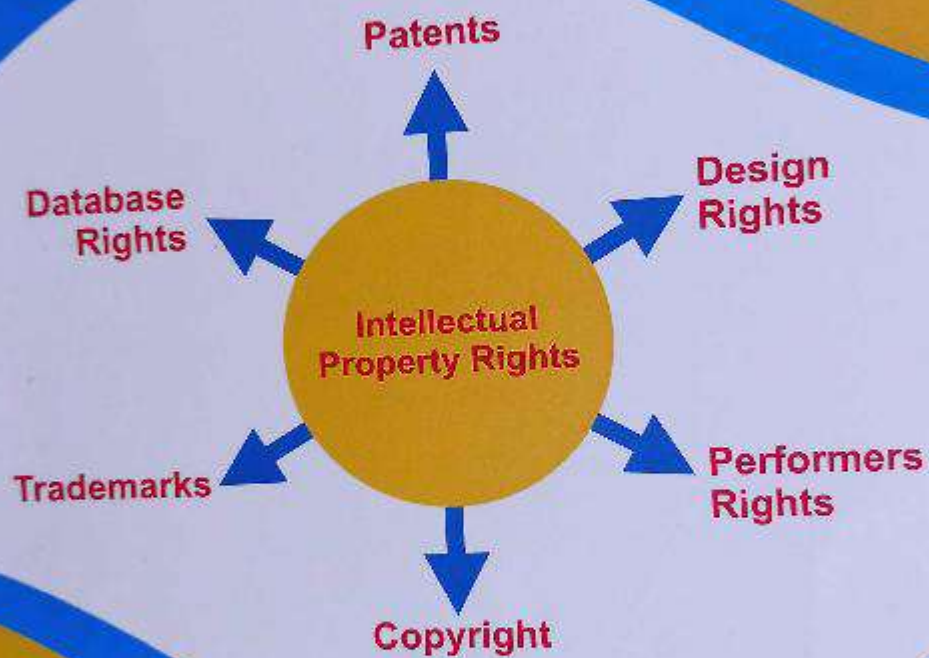 Patents
Design
Rights
Database
Rights
Intellectual
Property Rights
Performers
Rights
Trademarks
Copyright